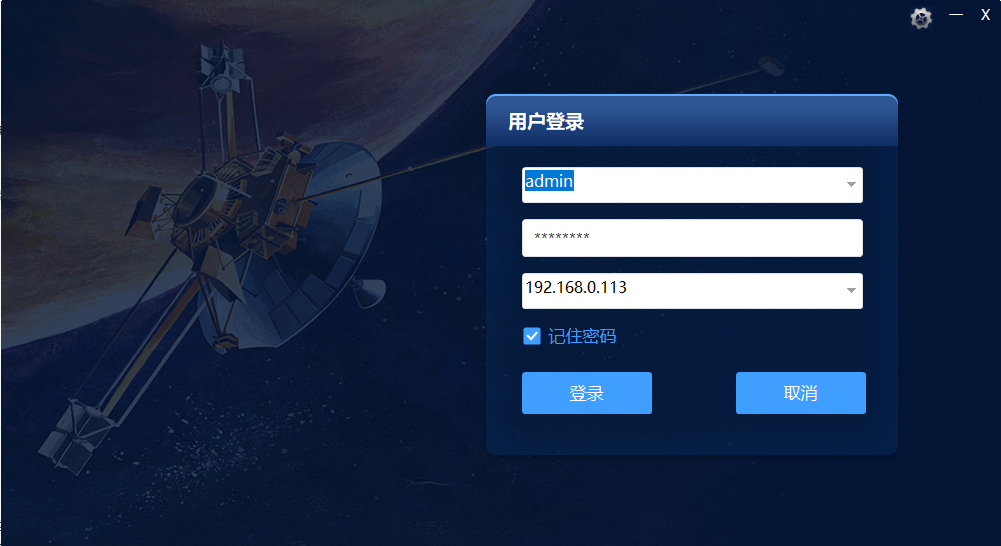 — X
用户登录
admin
********
192.168.0.113
记住密码
登录 取消